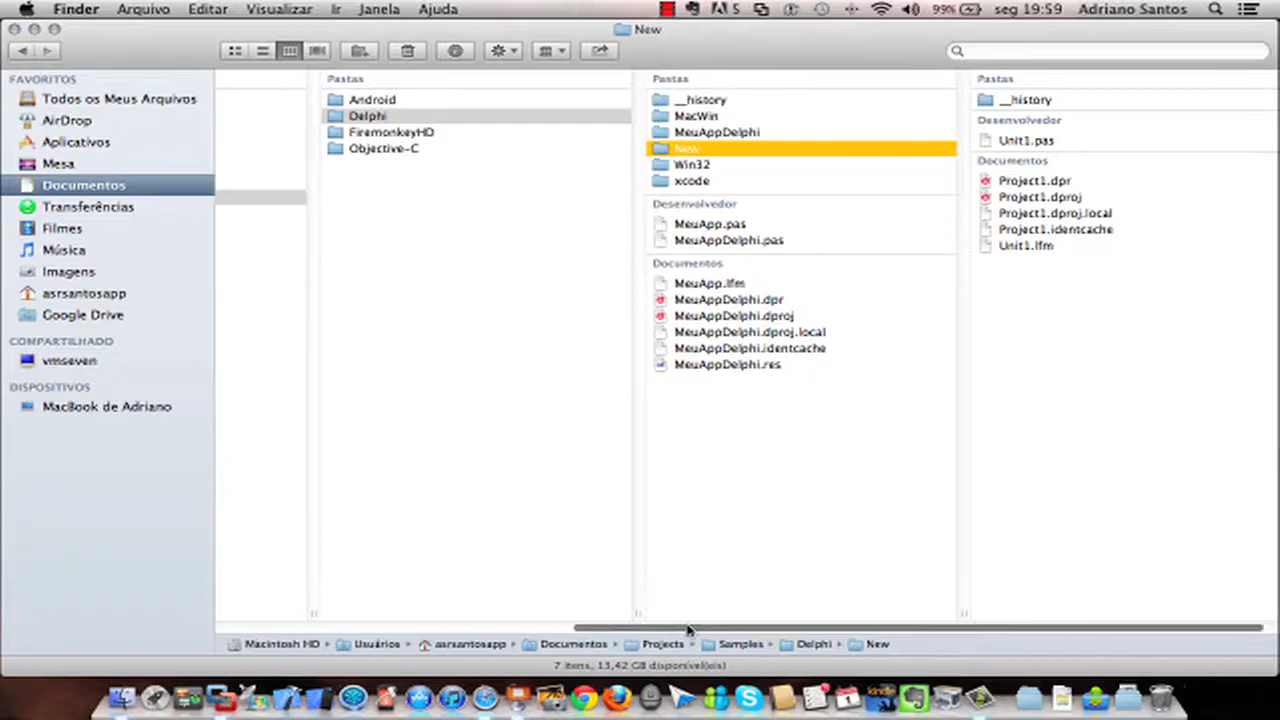 Finder Arquivo Editar Visualizar Ir Janela Ajuda 5 99% seg 19:59 Adriano Santos
New
FAVORITOS
Todos os Meus Arquivos
AirDrop
Aplicativos
Mesa
Documentos
Transferências
Filmes
Música
Imagens
asrsantosapp
Google Drive
COMPARTILHADO
vmseven
DISPOSITIVOS
MacBook de Adriano
Pastas
Android
Delphi
FiremonkeyHD
Objective-C
Pastas
__history
MacWin
MeuAppDelphi
New
Win32
xcode
Desenvolvedor
MeuApp.pas
MeuAppDelphi.pas
Documentos
MeuApp.lfm
MeuAppDelphi.dpr
MeuAppDelphi.dproj
MeuAppDelphi.dproj.local
MeuAppDelphi.identcache
MeuAppDelphi.res
Pastas
__history
Desenvolvedor
Unit1.pas
Documentos
Project1.dpr
Project1.dproj
Project1.dproj.local
Project1.identcache
Unit1.lfm
Macintosh HD Usuários asrsantosapp Documentos Projects Samples Delphi New
7 itens, 13,42 GB disponível(eis)
kindle